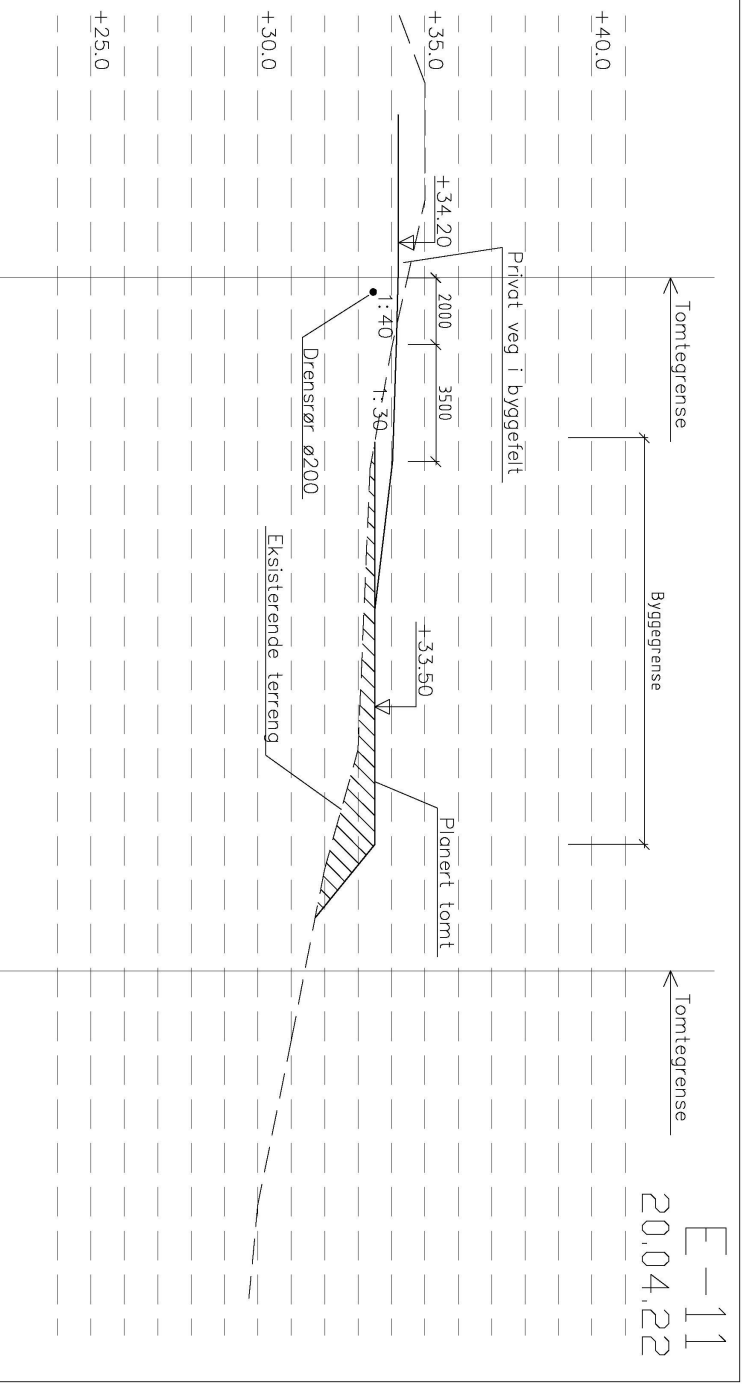 E-11
20.04.22
Tomtegrense
Tomtegrense
Byggegrense
+40.0
+35.0
+30.0
+25.0
Privat veg i byggefelt
+34.20
2000
3500
1:40
1:30
Drensrør ø200
+33.50
Planert tomt
Eksisterende terreng